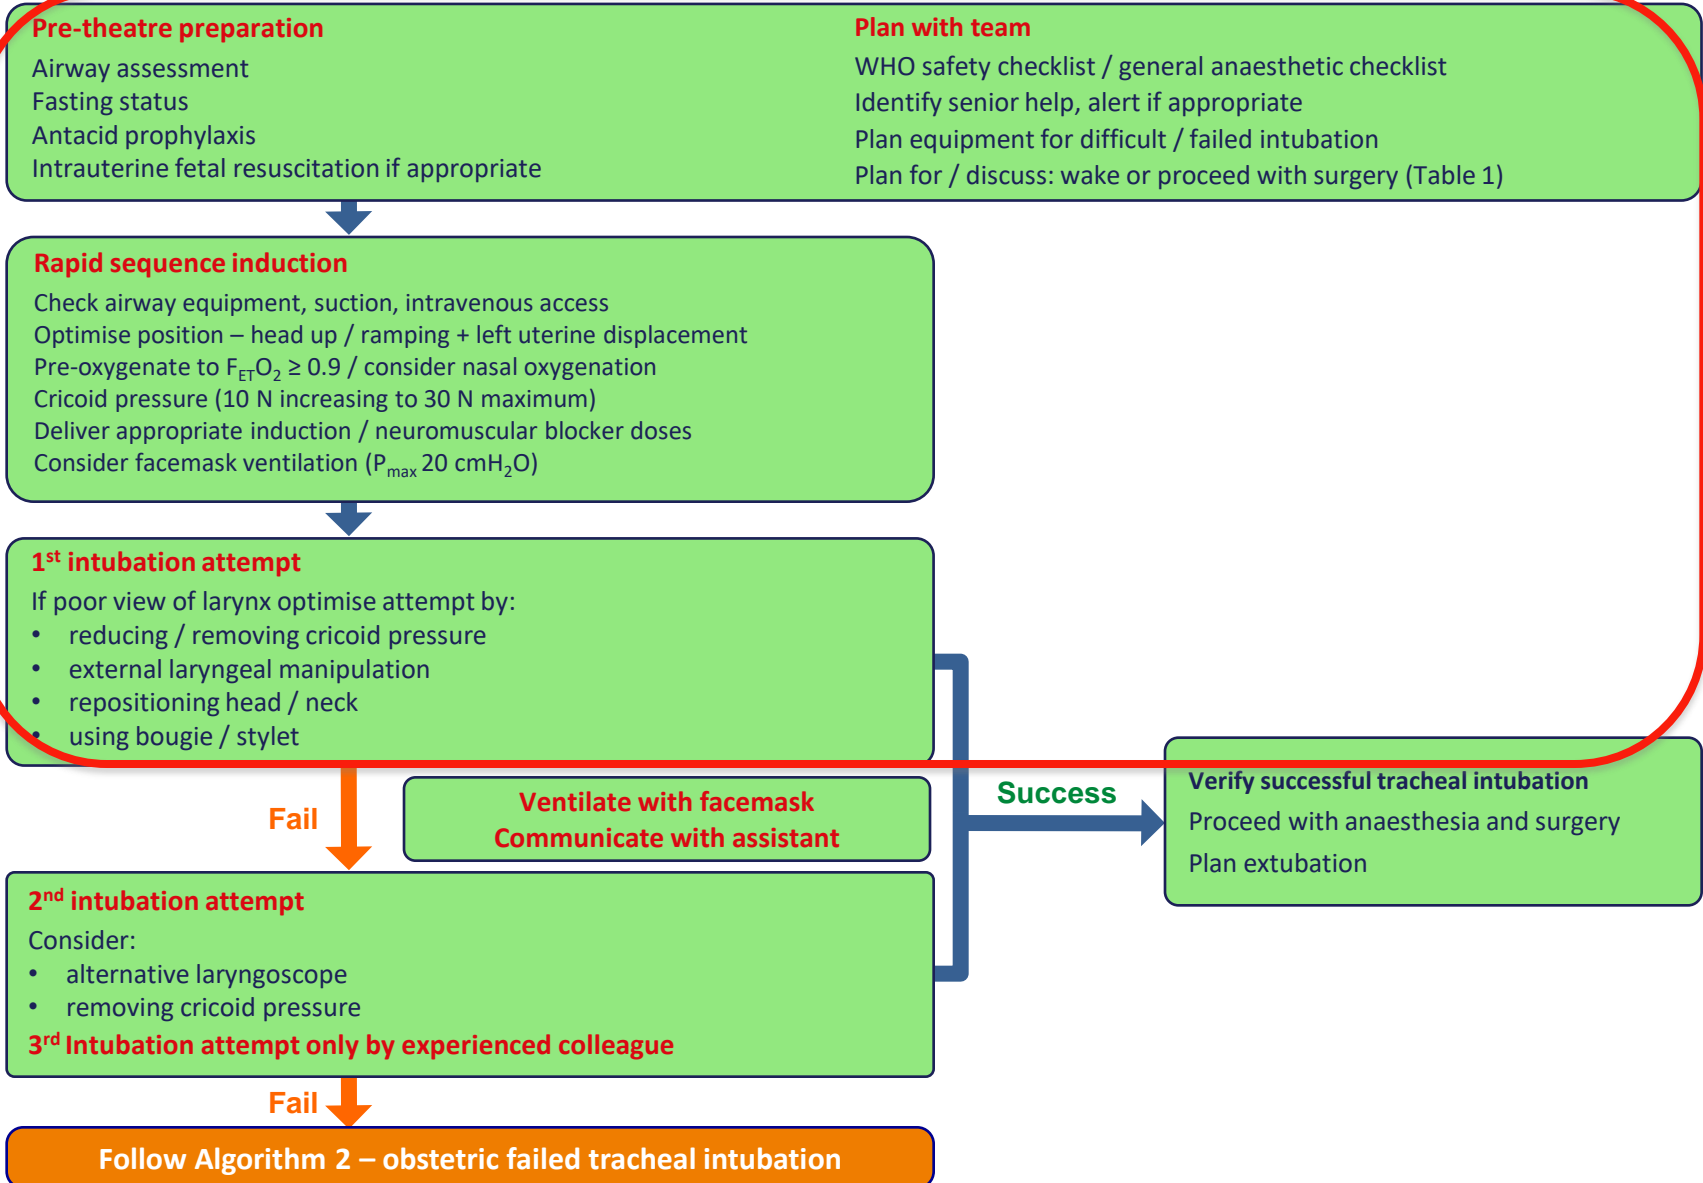 Pre-theatre preparation
Airway assessment
Fasting status
Antacid prophylaxis
Intrauterine fetal resuscitation if appropriate
Plan with team
WHO safety checklist / general anaesthetic checklist
Identify senior help, alert if appropriate
Plan equipment for difficult / failed intubation
Plan for / discuss: wake or proceed with surgery (Table 1)
Rapid sequence induction
Check airway equipment, suction, intravenous access
Optimise position – head up / ramping + left uterine displacement
Pre-oxygenate to FETO2 ≥ 0.9 / consider nasal oxygenation
Cricoid pressure (10 N increasing to 30 N maximum)
Deliver appropriate induction / neuromuscular blocker doses
Consider facemask ventilation (Pmax 20 cmH2O)
1st intubation attempt
If poor view of larynx optimise attempt by:
• reducing / removing cricoid pressure
• external laryngeal manipulation
• repositioning head / neck
• using bougie / stylet
Fail
Ventilate with facemask
Communicate with assistant
Success
Verify successful tracheal intubation
Proceed with anaesthesia and surgery
Plan extubation
2nd intubation attempt
Consider:
• alternative laryngoscope
• removing cricoid pressure
3rd Intubation attempt only by experienced colleague
Fail
Follow Algorithm 2 – obstetric failed tracheal intubation